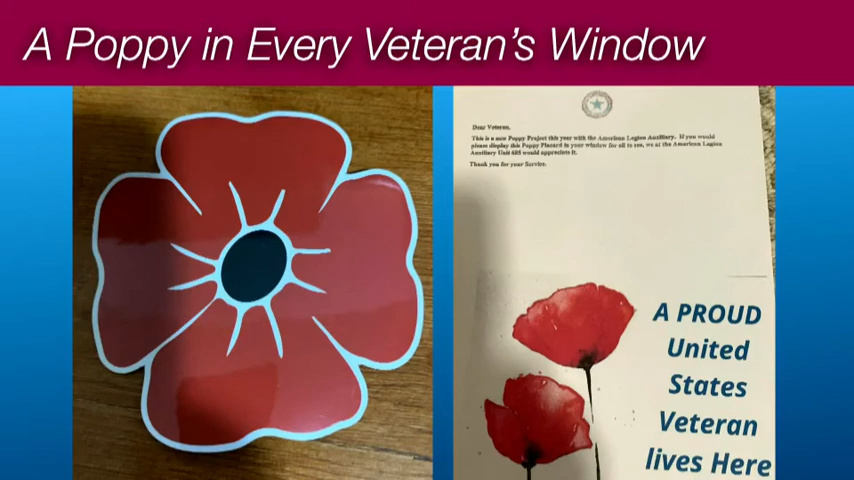 A Poppy in Every Veteran's Window
Dear Veteran,
This is a new Poppy Project this year with the American Legion Auxiliary. If you would
please display this Poppy Placard in your window for all to see, we at the American Legion
Auxiliary Unit 685 would appreciate it.
Thank you for your Service.
A PROUD
United
States
Veteran
lives Here